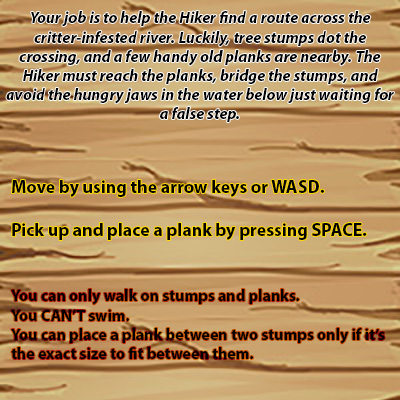 Your job is to help the Hiker find a route across the
critter-infested river. Luckily, tree stumps dot the
crossing, and a few handy old planks are nearby. The
Hiker must reach the planks, bridge the stumps, and
avoid the hungry jaws in the water below just waiting for
a false step.
Move by using the arrow keys or WASD.
Pick up and place a plank by pressing SPACE.
You can only walk on stumps and planks.
You CAN'T swim.
You can place a plank between two stumps only if it's
the exact size to fit between them.